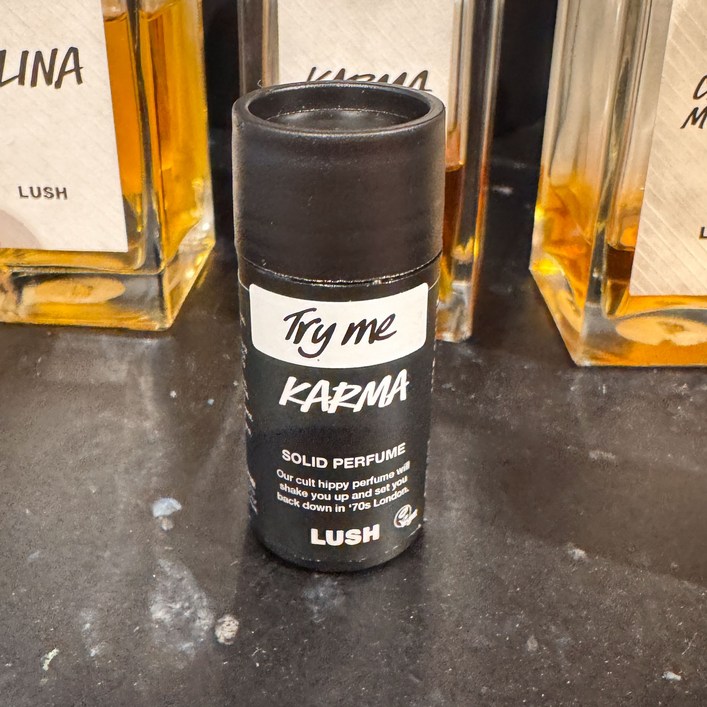 LINA
LUSH
KARMA
Try me
KARMA
SOLID PERFUME
Our cult hippy perfume will
shake you up and set you
back down in '70s London.
LUSH